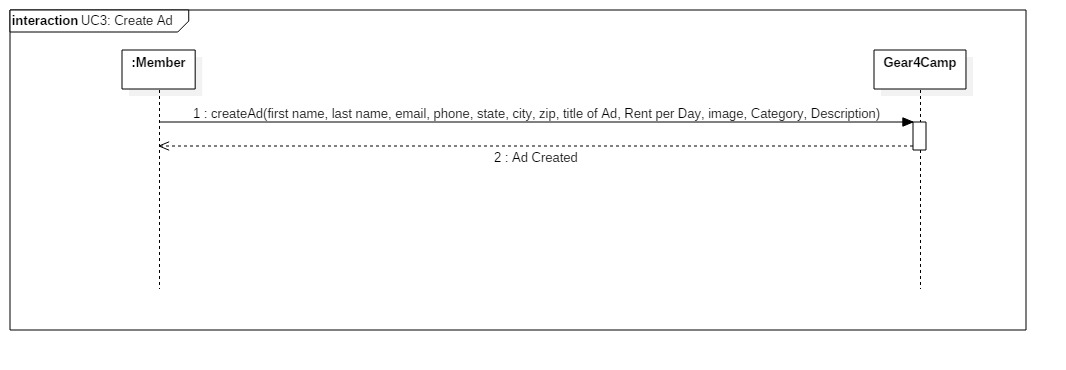 interaction UC3: Create Ad
:Member
Gear4Camp
1 : createAd(first name, last name, email, phone, state, city, zip, title of Ad, Rent per Day, image, Category, Description)
2 : Ad Created